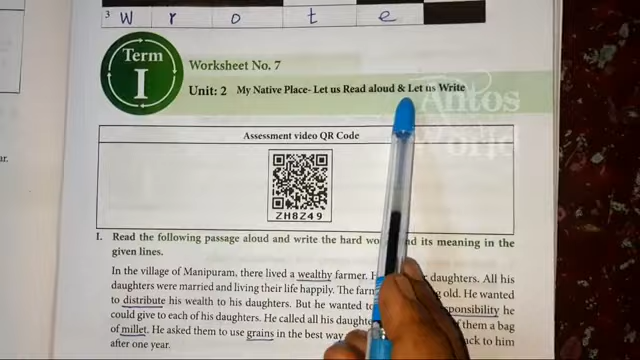 3 W r o t e
Term
I
Worksheet No. 7
Unit: 2 My Native Place- Let us Read aloud & Let us Write
Antos
World
Assessment video QR Code
ZH8Z49
I. Read the following passage aloud and write the hard and its meaning in the
given lines.
In the village of Manipuram, there lived a wealthy farmer. daughters. All his
daughters were married and living their life happily. The old. He wanted
to distribute his wealth to his daughters. But he wanted to he
could give to each of his daughters. He called all his them a bag
of millet. He asked them to use grains in the best way to him
after one year.
ar.